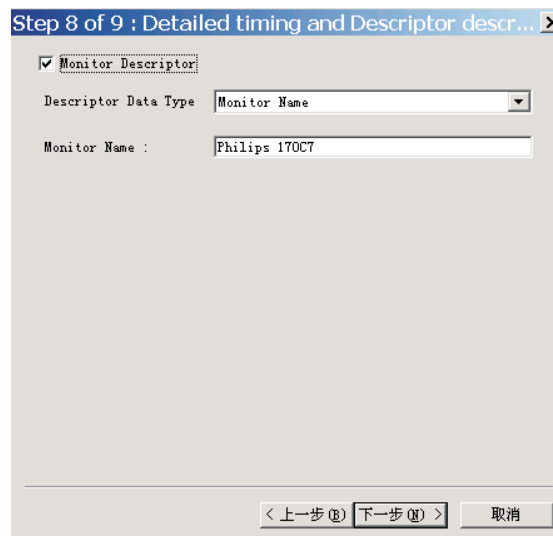 Step 8 of 9 : Detailed timing and Descriptor descr...
Monitor Descriptor
Descriptor Data Type Monitor Name
Monitor Name : Philips 170C7
< 上一步(B) 下一步(N) > 取消